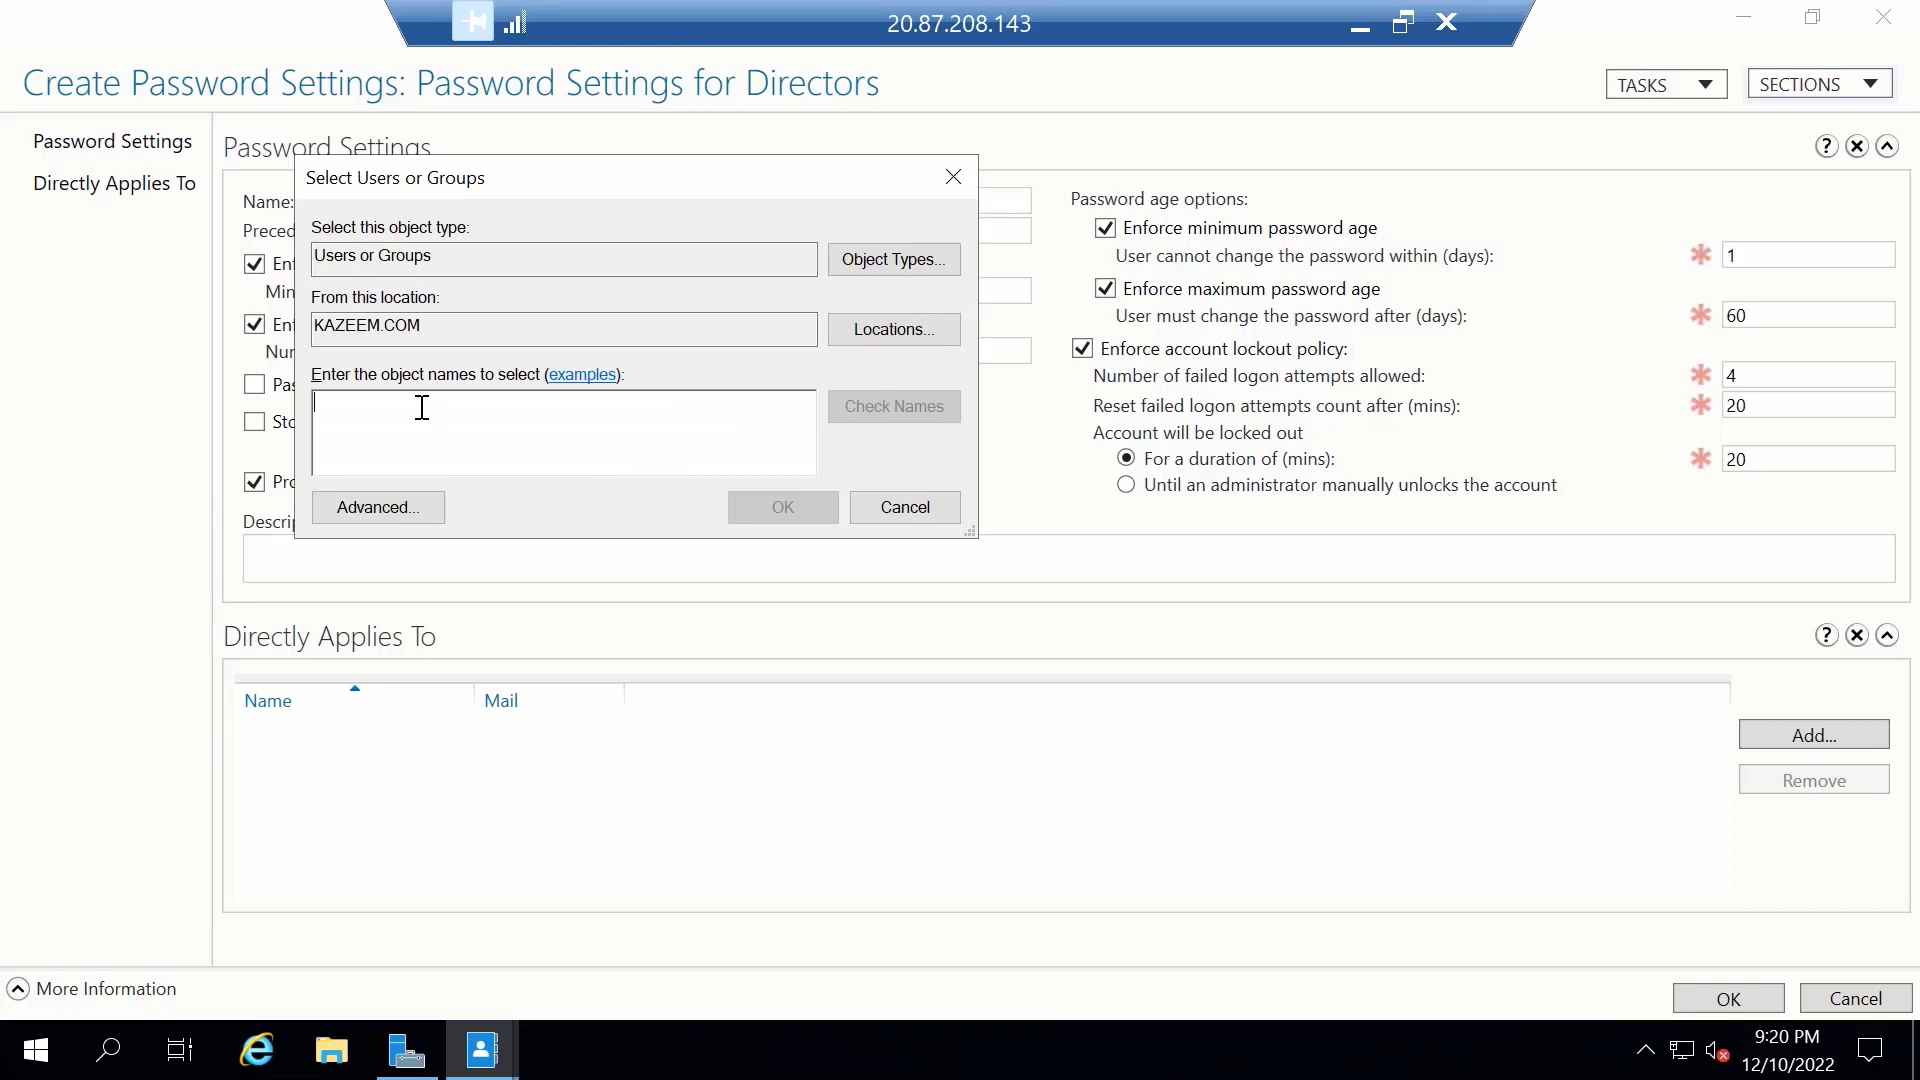 20.87.208.143
Create Password Settings: Password Settings for Directors
TASKS
SECTIONS
Password Settings
Directly Applies To
Password Settings
Name:
Preced
Enf
Min
Enf
Nur
Pas
Sto
Pro
Descrip
Select Users or Groups
Select this object type:
Users or Groups
Object Types...
From this location:
KAZEEM.COM
Locations...
Enter the object names to select (examples):
Check Names
Advanced...
OK
Cancel
Password age options:
Enforce minimum password age
User cannot change the password within (days):
1
Enforce maximum password age
User must change the password after (days):
60
Enforce account lockout policy:
Number of failed logon attempts allowed:
4
Reset failed logon attempts count after (mins):
20
Account will be locked out
For a duration of (mins):
20
Until an administrator manually unlocks the account
Directly Applies To
Name
Mail
Add...
Remove
More Information
OK
Cancel
9:20 PM
12/10/2022